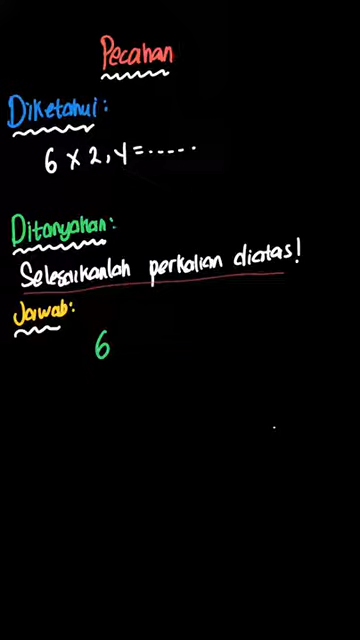 Pecahan
Diketahui:
6 x 2,4 = .....
Ditanyakan:
Selesaikanlah perkalian diatas!
Jawab:
6